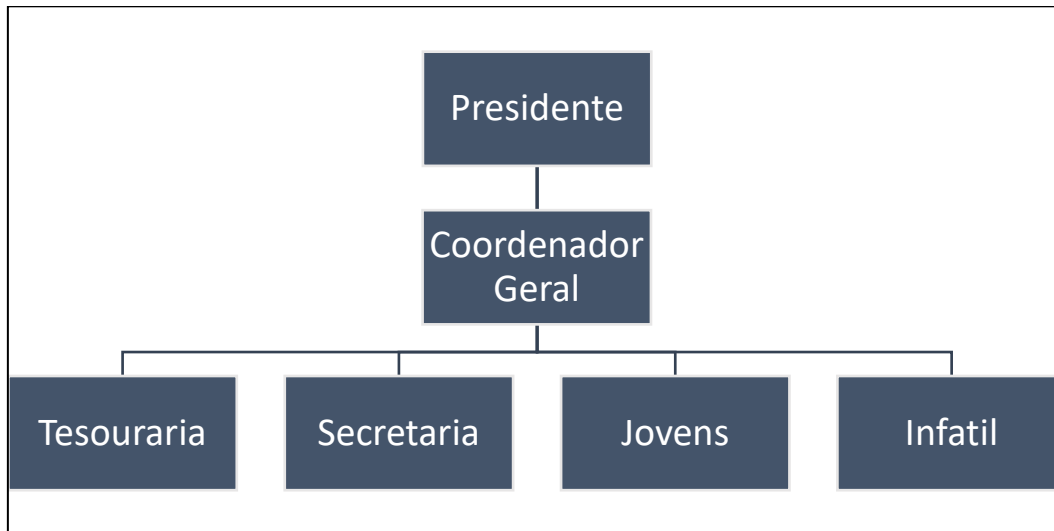 Presidente
Coordenador
Geral
Tesouraria
Secretaria
Jovens
Infatil